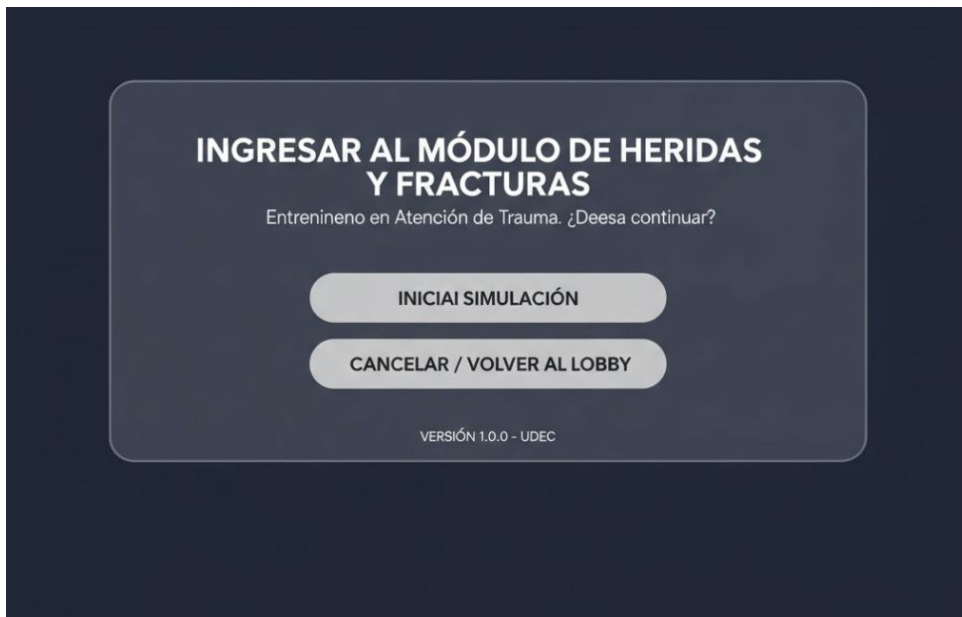 INGRESAR AL MÓDULO DE HERIDAS
Y FRACTURAS
Entrenineno en Atención de Trauma. ¿Deesa continuar?
INICIAI SIMULACIÓN
CANCELAR / VOLVER AL LOBBY
VERSIÓN 1.0.0 - UDEC